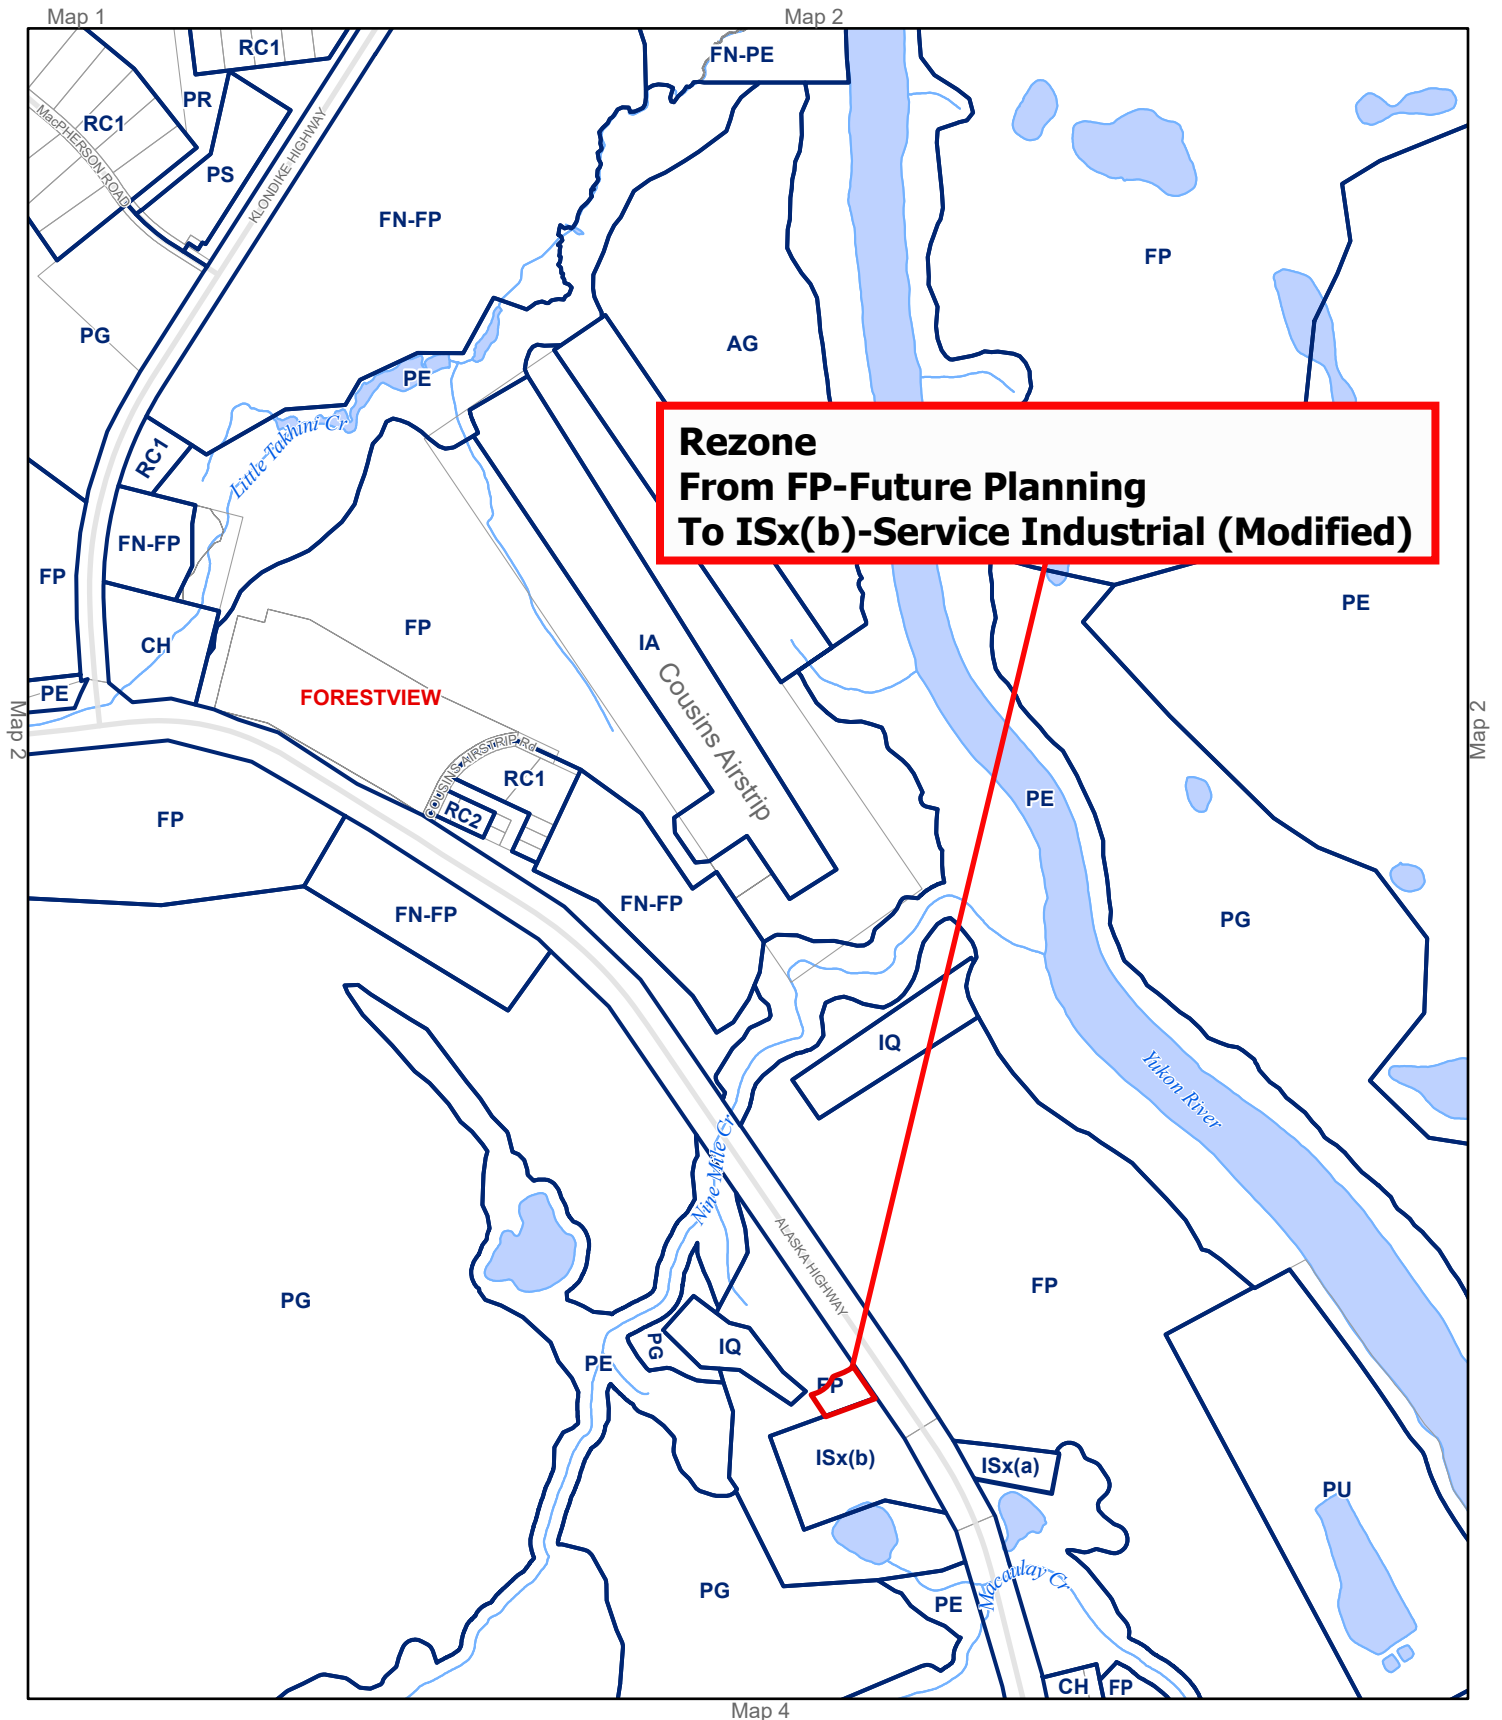 Map 1
Map 2
RC1
FN-PE
PR
RC1
MacPHERSON ROAD
KLONDIKE HIGHWAY
PS
FN-FP
FP
PG
AG
PE
Little Takhini Cr
RC1
Rezone
From FP-Future Planning
To ISx(b)-Service Industrial (Modified)
FN-FP
FP
PE
FP
CH
IA
Cousins Airstrip
PE
FORESTVIEW
Map 2
Map 2
COUSINS AIRSTRIP Rd
RC1
RC2
PE
FP
FN-FP
FN-FP
PG
IQ
Yukon River
Nine Mile Cr
ALASKA HIGHWAY
FP
PG
IQ
PG
PE
FP
ISx(b)
ISx(a)
PU
Macaulay Cr
PG
PE
CH
FP
Map 4